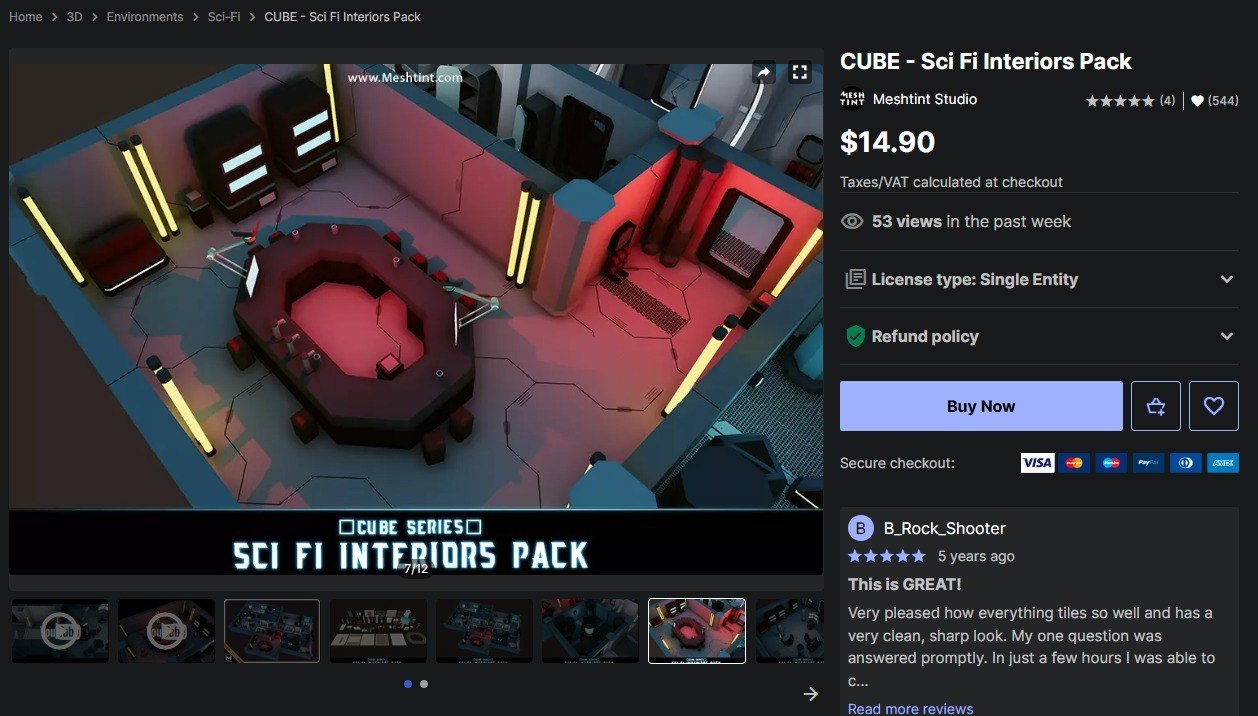 Home > 3D > Environments > Sci-Fi > CUBE - Sci Fi Interiors Pack
www.Meshtint.com
□CUBE SERIES□
SCI FI INTERIORS PACK
7/12
CUBE - Sci Fi Interiors Pack
MESH
TINT
Meshtint Studio
(4)
(544)
$14.90
Taxes/VAT calculated at checkout
53 views in the past week
License type: Single Entity
Refund policy
Buy Now
Secure checkout:
VISA
PayPal
AMEX
B
B_Rock_Shooter
5 years ago
This is GREAT!
Very pleased how everything tiles so well and has a
very clean, sharp look. My one question was
answered promptly. In just a few hours I was able to
c...
Read more reviews